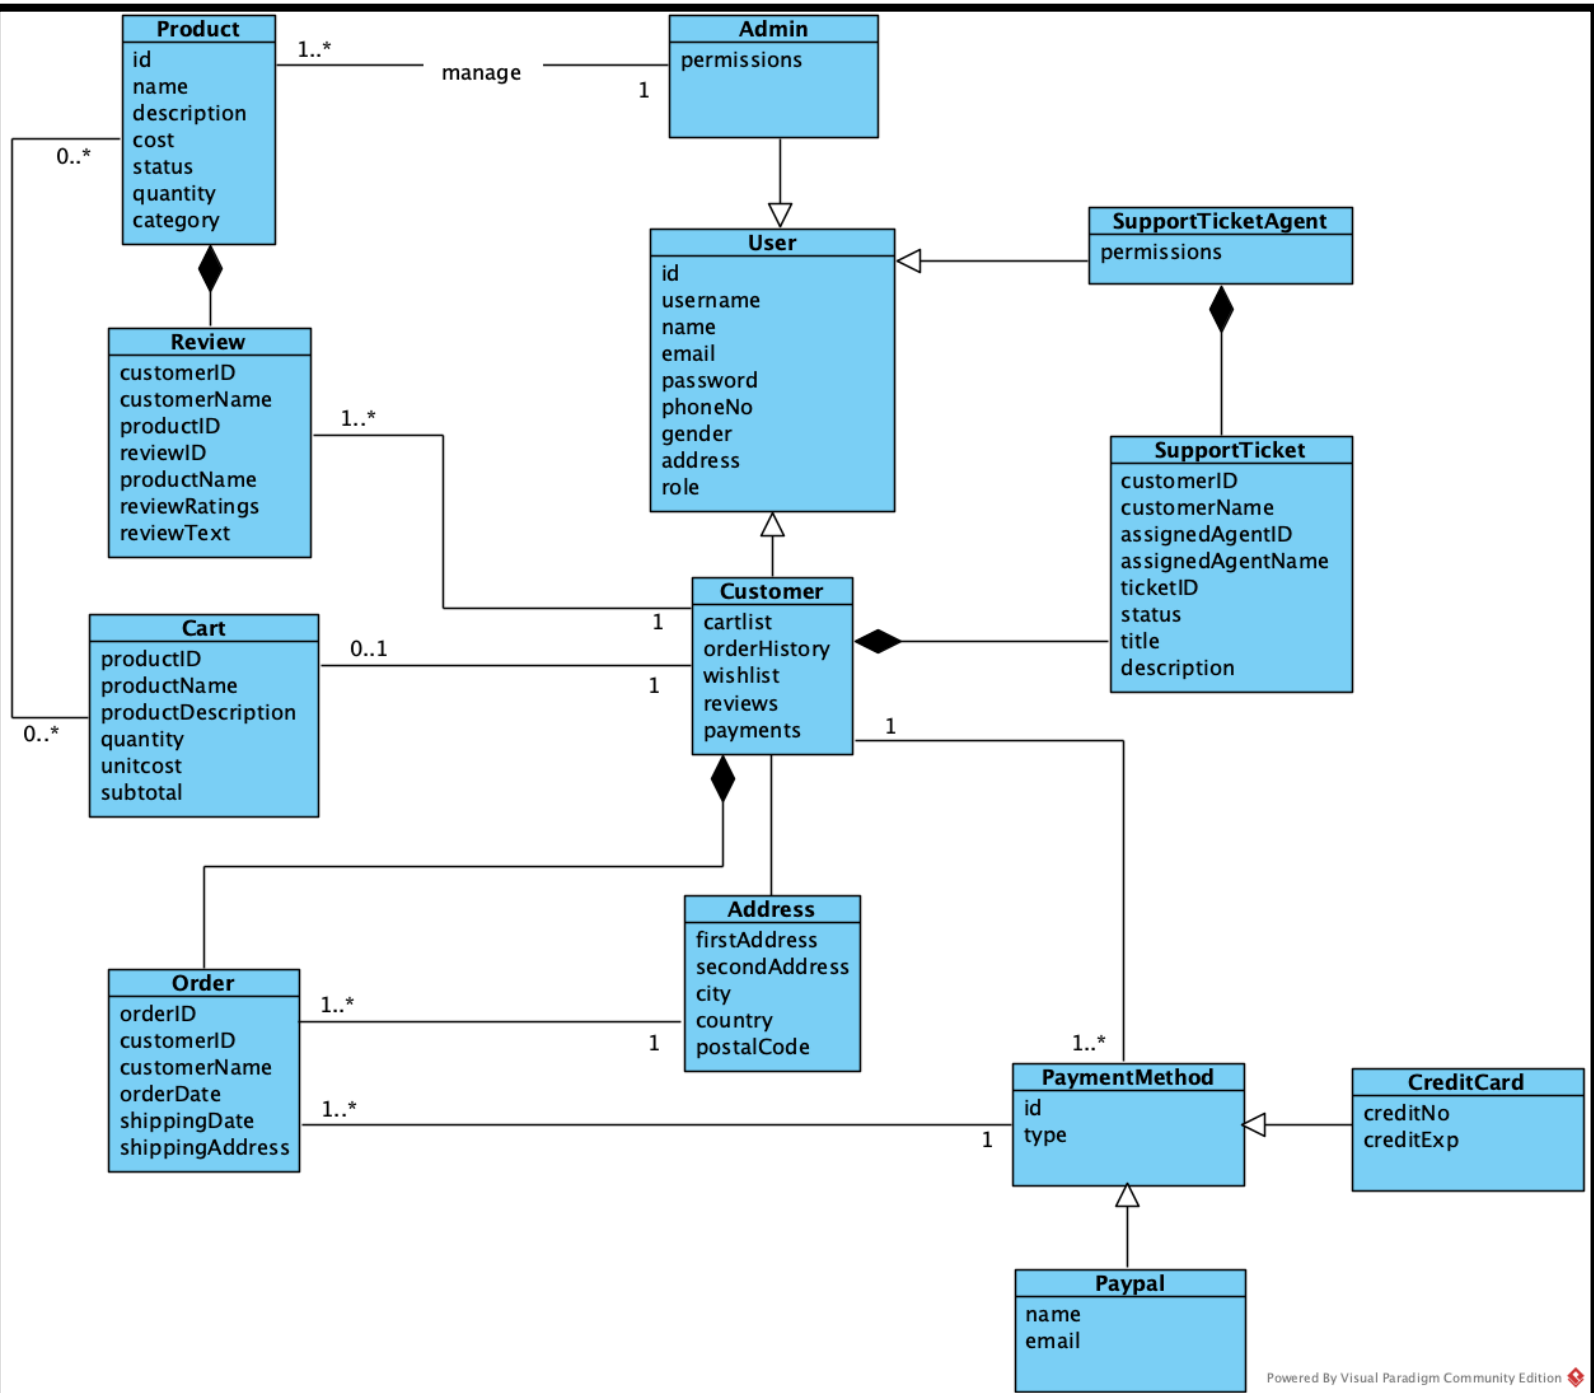 Product
id
name
description
cost
status
quantity
category
1..*
manage
1
Admin
permissions
0..*
User
id
username
name
email
password
phoneNo
gender
address
role
SupportTicketAgent
permissions
Review
customerID
customerName
productID
reviewID
productName
reviewRatings
reviewText
1..*
1
SupportTicket
customerID
customerName
assignedAgentID
assignedAgentName
ticketID
status
title
description
Customer
cartlist
orderHistory
wishlist
reviews
payments
Cart
productID
productName
productDescription
quantity
unitcost
subtotal
0..1
1
0..*
1
1..*
Address
firstAddress
secondAddress
city
country
postalCode
Order
orderID
customerID
customerName
orderDate
shippingDate
shippingAddress
1..*
1
1..*
1
PaymentMethod
id
type
CreditCard
creditNo
creditExp
Paypal
name
email
Powered By Visual Paradigm Community Edition